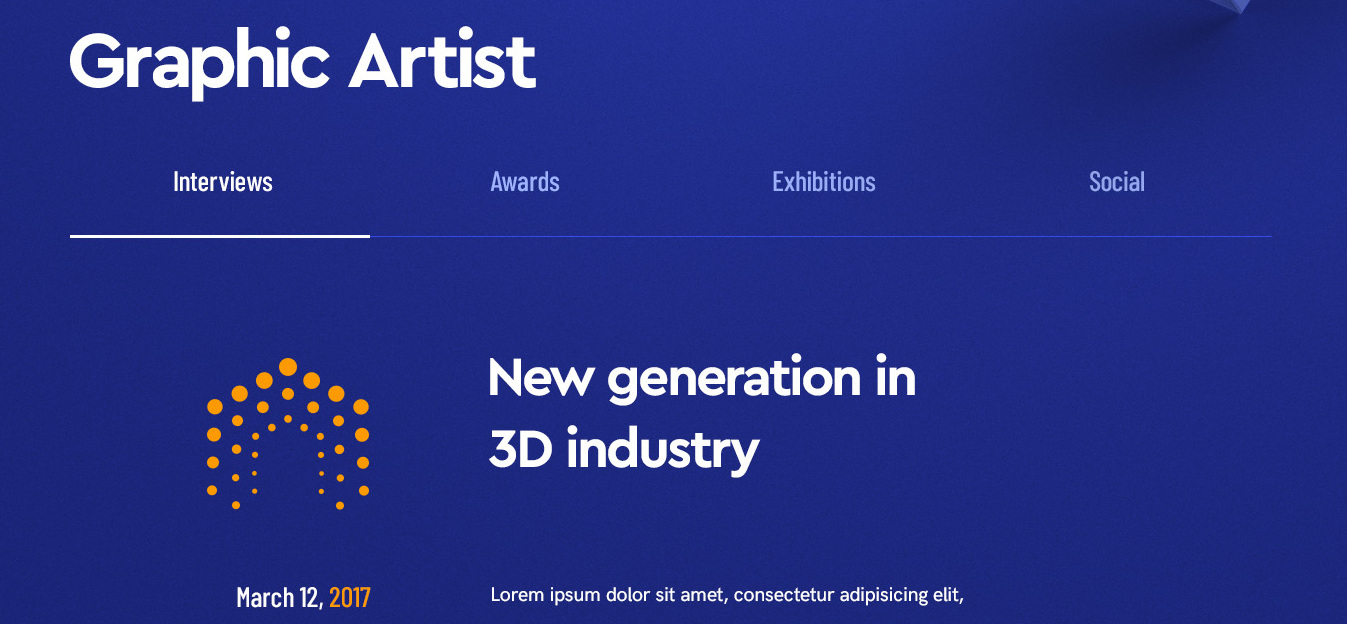 Graphic Artist
Interviews Awards Exhibitions Social
New generation in
3D industry
March 12, 2017
Lorem ipsum dolor sit amet, consectetur adipisicing elit,